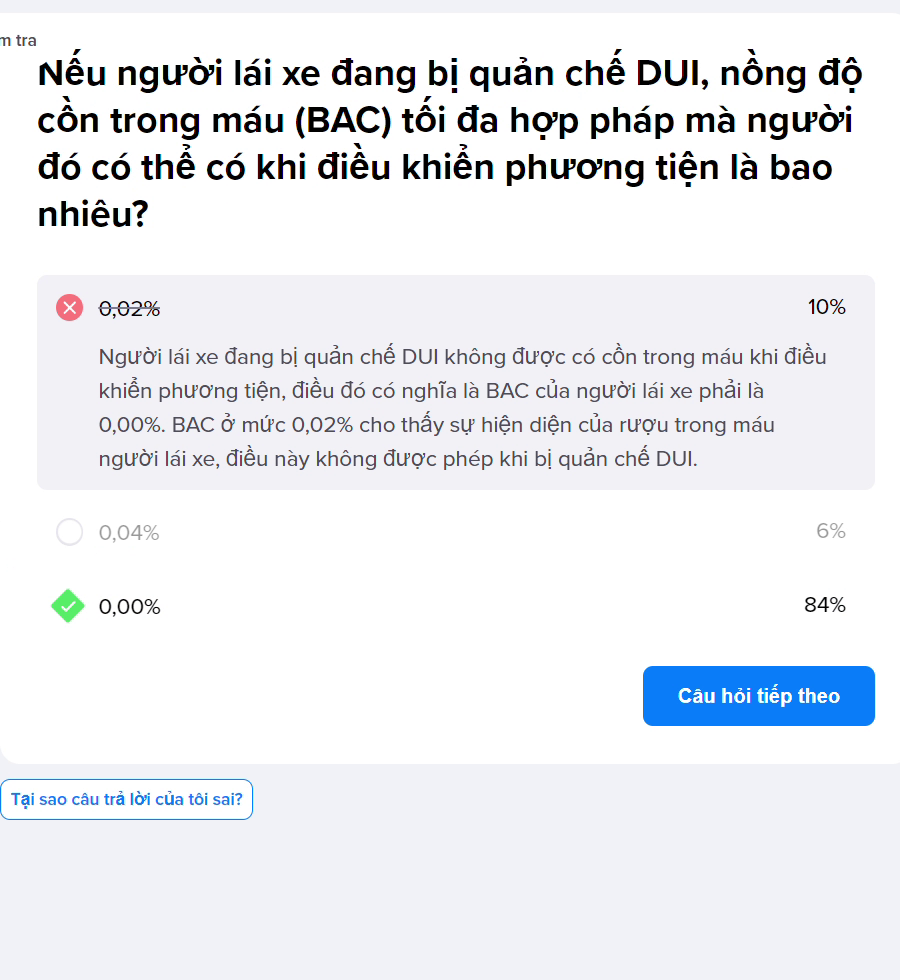 m tra
Nếu người lái xe đang bị quản chế DUI, nồng độ
cồn trong máu (BAC) tối đa hợp pháp mà người
đó có thể có khi điều khiển phương tiện là bao
nhiêu?
0,02%
10%
Người lái xe đang bị quản chế DUI không được có cồn trong máu khi điều
khiển phương tiện, điều đó có nghĩa là BAC của người lái xe phải là
0,00%. BAC ở mức 0,02% cho thấy sự hiện diện của rượu trong máu
người lái xe, điều này không được phép khi bị quản chế DUI.
0,04%
6%
0,00%
84%
Câu hỏi tiếp theo
Tại sao câu trả lời của tôi sai?